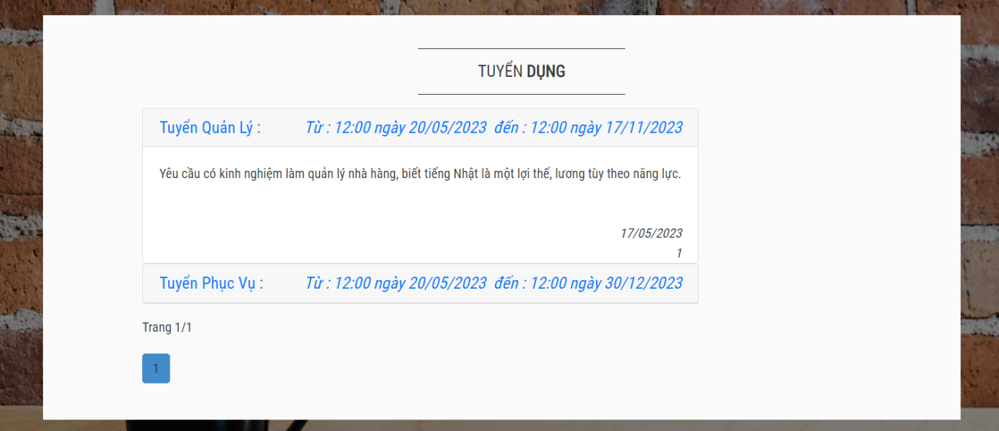 TUYỂN DỤNG
Tuyển Quản Lý : Từ : 12:00 ngày 20/05/2023 đến : 12:00 ngày 17/11/2023
Yêu cầu có kinh nghiệm làm quản lý nhà hàng, biết tiếng Nhật là một lợi thế, lương tùy theo năng lực.
17/05/2023
1
Tuyển Phục Vụ : Từ : 12:00 ngày 20/05/2023 đến : 12:00 ngày 30/12/2023
Trang 1/1
1